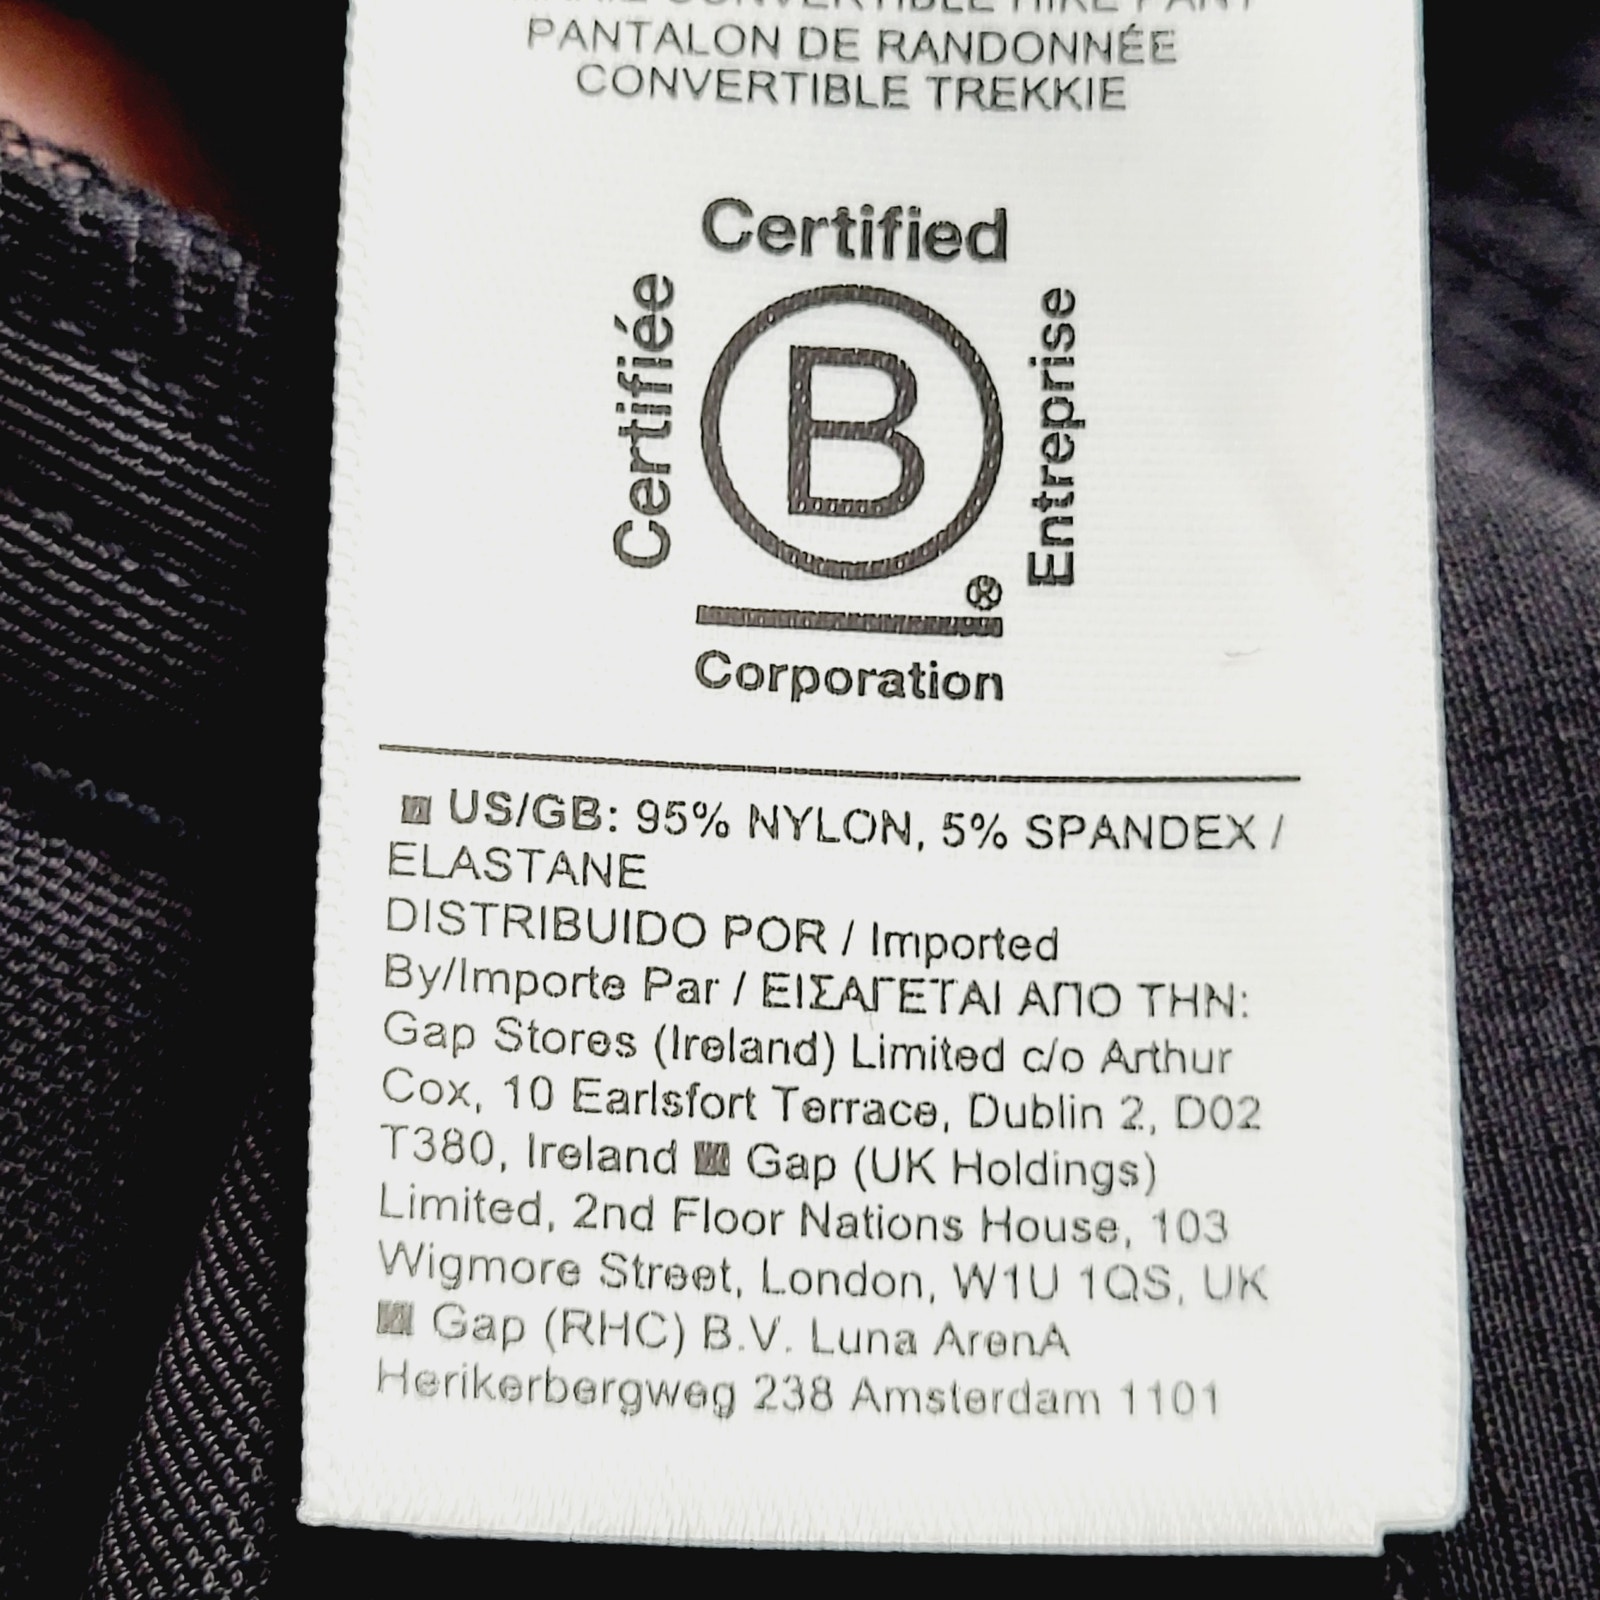 CONVERTIBLE HIKE PANT
PANTALON DE RANDONNÉE
CONVERTIBLE TREKKIE
Certified
Certifiée
B
Entreprise
®
Corporation
US/GB: 95% NYLON, 5% SPANDEX /
ELASTANE
DISTRIBUIDO POR / Imported
By/Importe Par / ΕΙΣΑΓΕΤΑΙ ΑΠΟ ΤΗΝ:
Gap Stores (Ireland) Limited c/o Arthur
Cox, 10 Earlsfort Terrace, Dublin 2, D02
T380, Ireland Gap (UK Holdings)
Limited, 2nd Floor Nations House, 103
Wigmore Street, London, W1U 1QS, UK
Gap (RHC) B.V. Luna ArenA
Herikerbergweg 238 Amsterdam 1101